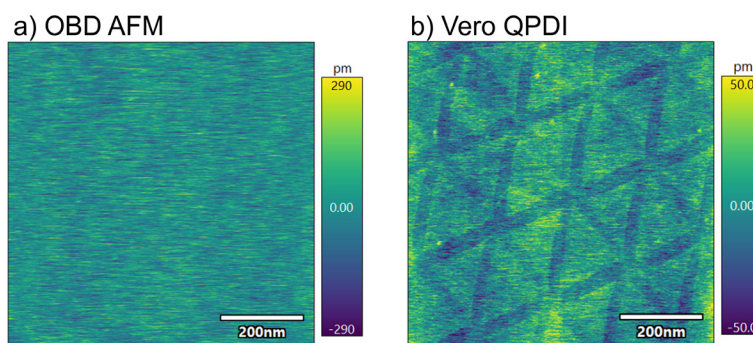 a) OBD AFM
pm
290
0.00
-290
200nm
b) Vero QPDI
pm
50.0
0.00
-50.0
200nm